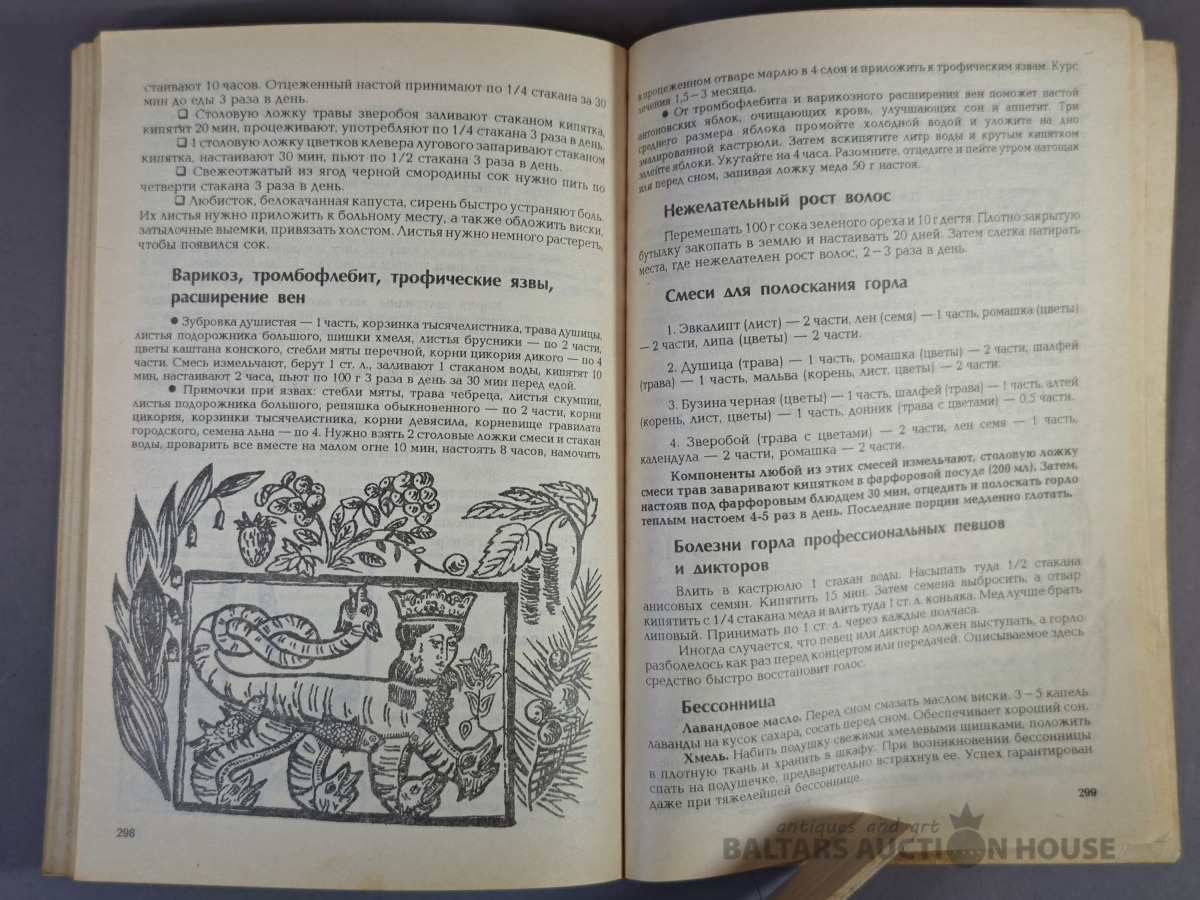 стаивают 10 часов. Отцеженный настой принимают по 1/4 стакана за 30
мин до еды 3 раза в день.
❑ Столовую ложку травы зверобоя заливают стаканом кипятка,
кипятят 20 мин, процеживают, употребляют по 1/4 стакана 3 раза в день.
❑ 1 столовую ложку цветков клевера лугового запаривают стаканом
кипятка, настаивают 30 мин, пьют по 1/2 стакана 3 раза в день.
❑ Свежеотжатый из ягод черной смородины сок нужно пить по
четверти стакана 3 раза в день.
❑ Любисток, белокачанная капуста, сирень быстро устраняют боль.
Их листья нужно приложить к больному месту, а также обложить виски,
затылочные выемки, привязать холстом. Листья нужно немного растереть,
чтобы появился сок.
Варикоз, тромбофлебит, трофические язвы,
расширение вен
● Зубровка душистая — 1 часть, корзинка тысячелистника, трава душицы,
листья подорожника большого, шишки хмеля, листья брусники — по 2 части,
цветы каштана конского, стебли мяты перечной, корни цикория дикого — по 4
части. Смесь измельчают, берут 1 ст. л., заливают 1 стаканом воды, кипятят 10
мин, настаивают 2 часа, пьют по 100 г 3 раза в день за 30 мин перед едой.
● Примочки при язвах: стебли мяты, трава чебреца, листья скумпии,
листья подорожника большого, репяшка обыкновенного — по 2 части, корни
цикория, корзинки тысячелистника, корни девясила, корневище гравилата
городского, семена льна — по 4. Нужно взять 2 столовые ложки смеси и стакан
воды, проварить все вместе на малом огне 10 мин, настоять 8 часов, намочить
298
в процеженном отваре марлю в 4 слоя и приложить к трофическим язвам. Курс
лечения 1,5 – 3 месяца.
● От тромбофлебита и варикозного расширения вен поможет настой
антоновских яблок, очищающих кровь, улучшающих сон и аппетит. Три
среднего размера яблока промойте холодной водой и уложите на дно
эмалированной кастрюли. Затем вскипятите литр воды и крутым кипятком
залейте яблоки. Укутайте на 4 часа. Разомните, отцедите и пейте утром натощак
или перед сном, запивая ложку меда 50 г настоя.
Нежелательный рост волос
Перемешать 100 г сока зеленого ореха и 10 г дегтя. Плотно закрытую
бутылку закопать в землю и настаивать 20 дней. Затем слегка натирать
места, где нежелателен рост волос, 2 – 3 раза в день.
Смеси для полоскания горла
1. Эвкалипт (лист) — 2 части, лен (семя) — 1 часть, ромашка (цветы)
— 2 части, липа (цветы) — 2 части.
2. Душица (трава) — 1 часть, ромашка (цветы) — 2 части, шалфей
(трава) — 1 часть, мальва (корень, лист, цветы) — 2 части.
3. Бузина черная (цветы) — 1 часть, шалфей (трава) — 1 часть, алтей
(корень, лист, цветы) — 1 часть, донник (трава с цветами) — 0,5 части.
4. Зверобой (трава с цветами) — 2 части, лен семя — 1 часть,
календула — 2 части, ромашка — 2 части.
Компоненты любой из этих смесей измельчают, столовую ложку
смеси трав заваривают кипятком в фарфоровой посуде (200 мл). Затем,
настояв под фарфоровым блюдцем 30 мин, отцедить и полоскать горло
теплым настоем 4-5 раз в день. Последние порции медленно глотать.
Болезни горла профессиональных певцов
и дикторов
Влить в кастрюлю 1 стакан воды. Насыпать туда 1/2 стакана
анисовых семян. Кипятить 15 мин. Затем семена выбросить, а отвар
кипятить с 1/4 стакана меда и влить туда 1 ст. л. коньяка. Мед лучше брать
липовый. Принимать по 1 ст. л. через каждые полчаса.
Иногда случается, что певец или диктор должен выступать, а горло
разболелось как раз перед концертом или передачей. Описываемое здесь
средство быстро восстановит голос.
Бессонница
Лавандовое масло. Перед сном смазать маслом виски. 3 – 5 капель
лаванды на кусок сахара, сосать перед сном. Обеспечивает хороший сон.
Хмель. Набить подушку свежими хмелевыми шишками, положить
в плотную ткань и хранить в шкафу. При возникновении бессонницы
спать на подушечке, предварительно встряхнув ее. Успех гарантирован
даже при тяжелейшей бессоннице.
299
antiques and art
BALTARS AUCTION HOUSE